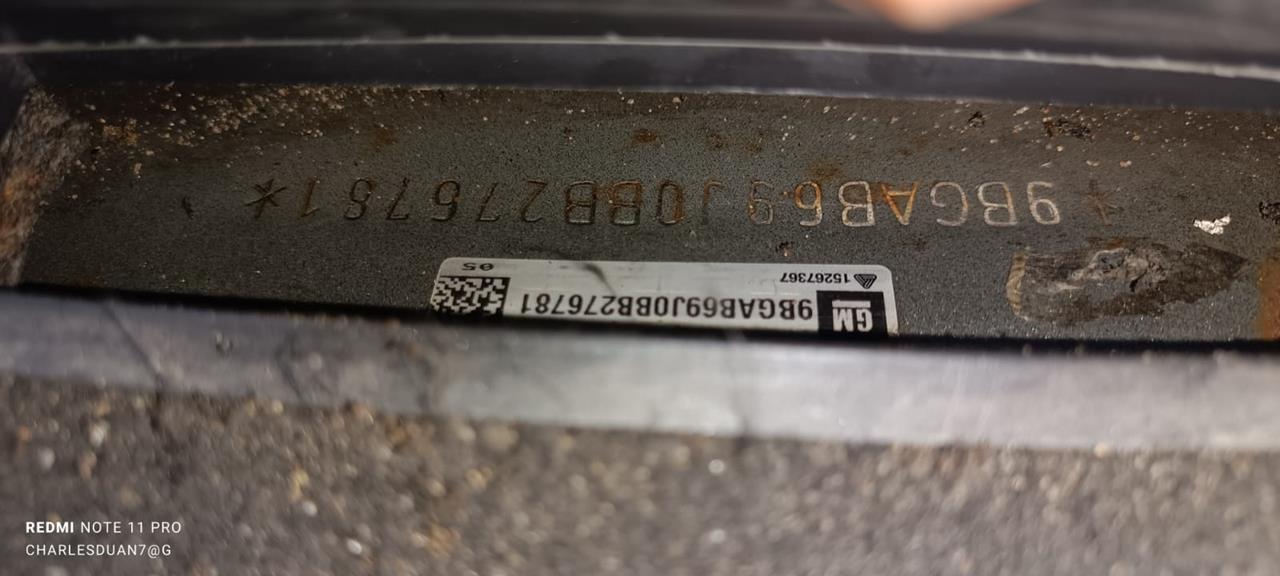 *9BGAB69J0BB276781*
GM
9BGAB69J0BB276781
15267367
05
REDMI NOTE 11 PRO
CHARLESDUAN7@G